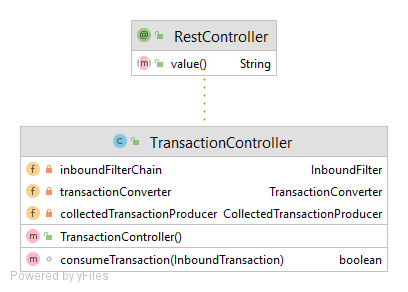 RestController
value() String
TransactionController
inboundFilterChain InboundFilter
transactionConverter TransactionConverter
collectedTransactionProducer CollectedTransactionProducer
TransactionController()
consumeTransaction(InboundTransaction) boolean
Powered by yFiles